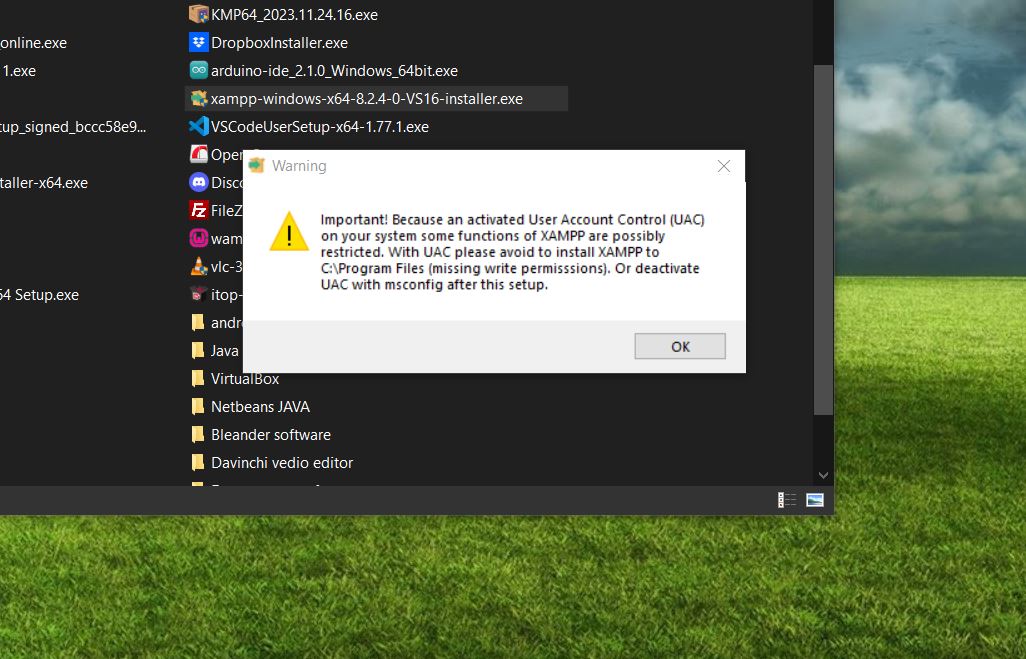 KMP64_2023.11.24.16.exe
online.exe
DropboxInstaller.exe
1.exe
arduino-ide_2.1.0_Windows_64bit.exe
xampp-windows-x64-8.2.4-0-VS16-installer.exe
tup_signed_bccc58e9...
VSCodeUserSetup-x64-1.77.1.exe
Open
Warning
taller-x64.exe
Disc
FileZ
Important! Because an activated User Account Control (UAC)
on your system some functions of XAMPP are possibly
restricted. With UAC please avoid to install XAMPP to
C:\Program Files (missing write permisssions). Or deactivate
UAC with msconfig after this setup.
wam
vlc-3
64 Setup.exe
itop-
andr
Java
OK
VirtualBox
Netbeans JAVA
Bleander software
Davinchi vedio editor